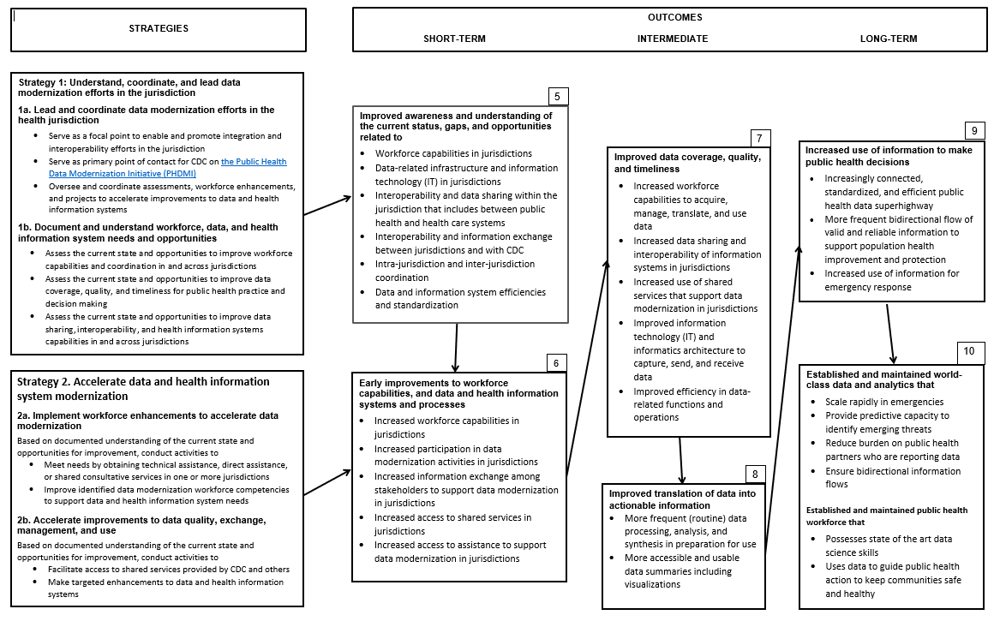 STRATEGIES
OUTCOMES
SHORT-TERM
INTERMEDIATE
LONG-TERM
Strategy 1: Understand, coordinate, and lead data
modernization efforts in the jurisdiction
1a. Lead and coordinate data modernization efforts in the
health jurisdiction
• Serve as a focal point to enable and promote integration and
interoperability efforts in the jurisdiction
• Serve as primary point of contact for CDC on the Public Health
Data Modernization Initiative (PHDMI)
• Oversee and coordinate assessments, workforce enhancements,
and projects to accelerate improvements to data and health
information systems
1b. Document and understand workforce, data, and health
information system needs and opportunities
• Assess the current state and opportunities to improve workforce
capabilities and coordination in and across jurisdictions
• Assess the current state and opportunities to improve data
coverage, quality, and timeliness for public health practice and
decision making
• Assess the current state and opportunities to improve data
sharing, interoperability, and health information systems
capabilities in and across jurisdictions
Strategy 2. Accelerate data and health information
system modernization
2a. Implement workforce enhancements to accelerate data
modernization
Based on documented understanding of the current state and
opportunities for improvement, conduct activities to
• Meet needs by obtaining technical assistance, direct assistance,
or shared consultative services in one or more jurisdictions
• Improve identified data modernization workforce competencies
to support data and health information system needs
2b. Accelerate improvements to data quality, exchange,
management, and use
Based on documented understanding of the current state and
opportunities for improvement, conduct activities to
• Facilitate access to shared services provided by CDC and others
• Make targeted enhancements to data and health information
systems
5
Improved awareness and understanding of
the current status, gaps, and opportunities
related to
• Workforce capabilities in jurisdictions
• Data-related infrastructure and information
technology (IT) in jurisdictions
• Interoperability and data sharing within the
jurisdiction that includes between public
health and health care systems
• Interoperability and information exchange
between jurisdictions and with CDC
• Intra-jurisdiction and inter-jurisdiction
coordination
• Data and information system efficiencies
and standardization
6
Early improvements to workforce
capabilities, and data and health information
systems and processes
• Increased workforce capabilities in
jurisdictions
• Increased participation in data
modernization activities in jurisdictions
• Increased information exchange among
stakeholders to support data modernization
in jurisdictions
• Increased access to shared services in
jurisdictions
• Increased access to assistance to support
data modernization in jurisdictions
7
Improved data coverage, quality,
and timeliness
• Increased workforce
capabilities to acquire,
manage, translate, and use
data
• Increased data sharing and
interoperability of information
systems in jurisdictions
• Increased use of shared
services that support data
modernization in jurisdictions
• Improved information
technology (IT) and
informatics architecture to
capture, send, and receive
data
• Improved efficiency in data-
related functions and
operations
8
Improved translation of data into
actionable information
• More frequent (routine) data
processing, analysis, and
synthesis in preparation for use
• More accessible and usable
data summaries including
visualizations
9
Increased use of information to make
public health decisions
• Increasingly connected,
standardized, and efficient public
health data superhighway
• More frequent bidirectional flow of
valid and reliable information to
support population health
improvement and protection
• Increased use of information for
emergency response
10
Established and maintained world-
class data and analytics that
• Scale rapidly in emergencies
• Provide predictive capacity to
identify emerging threats
• Reduce burden on public health
partners who are reporting data
• Ensure bidirectional information
flows
Established and maintained public health
workforce that
• Possesses state of the art data
science skills
• Uses data to guide public health
action to keep communities safe
and healthy